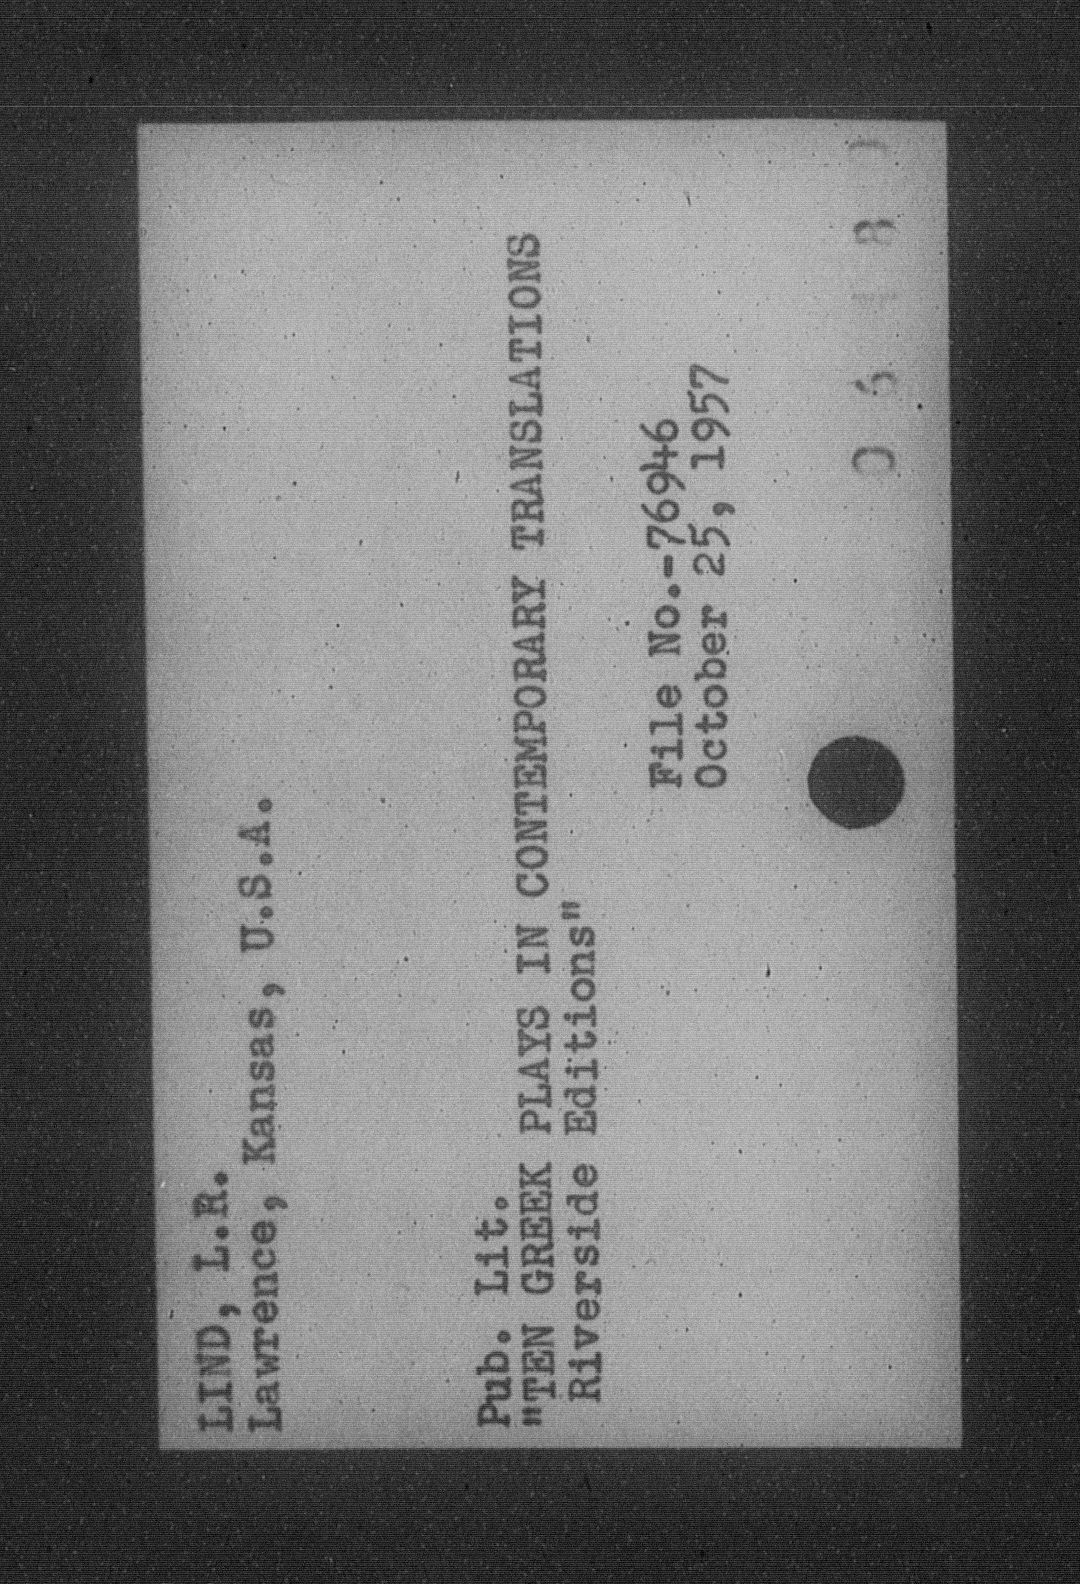 LIND, L.R.
Lawrence, Kansas, U.S.A.
Pub. Lit.
"TEN GREEK PLAYS IN CONTEMPORARY TRANSLATIONS
Riverside Editions"
File No.-76946
October 25, 1957